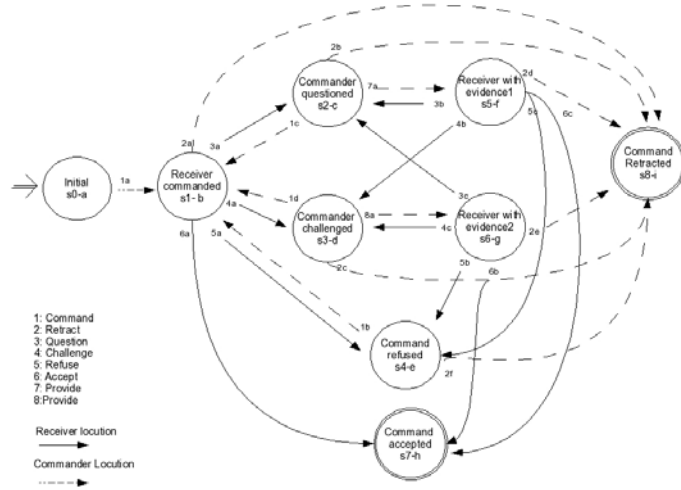 2b
Commander
questioned
s2-c
7a
Receiver with
evidence1
s5-f
2d
3b
5c
6c
2a
3a
1c
4b
Command
Retracted
s8-i
Initial
s0-a
1a
Receiver
commanded
s1- b
1d
4a
Commander
challenged
s3-d
8a
3c
4c
Receiver with
evidence2
s6-g
2e
6a
5a
2c
5b
6b
1b
Command
refused
s4-e
2f
1: Command
2: Retract
3: Question
4: Challenge
5: Refuse
6: Accept
7: Provide
8:Provide
Receiver locution
Commander Locution
Command
accepted
s7-h